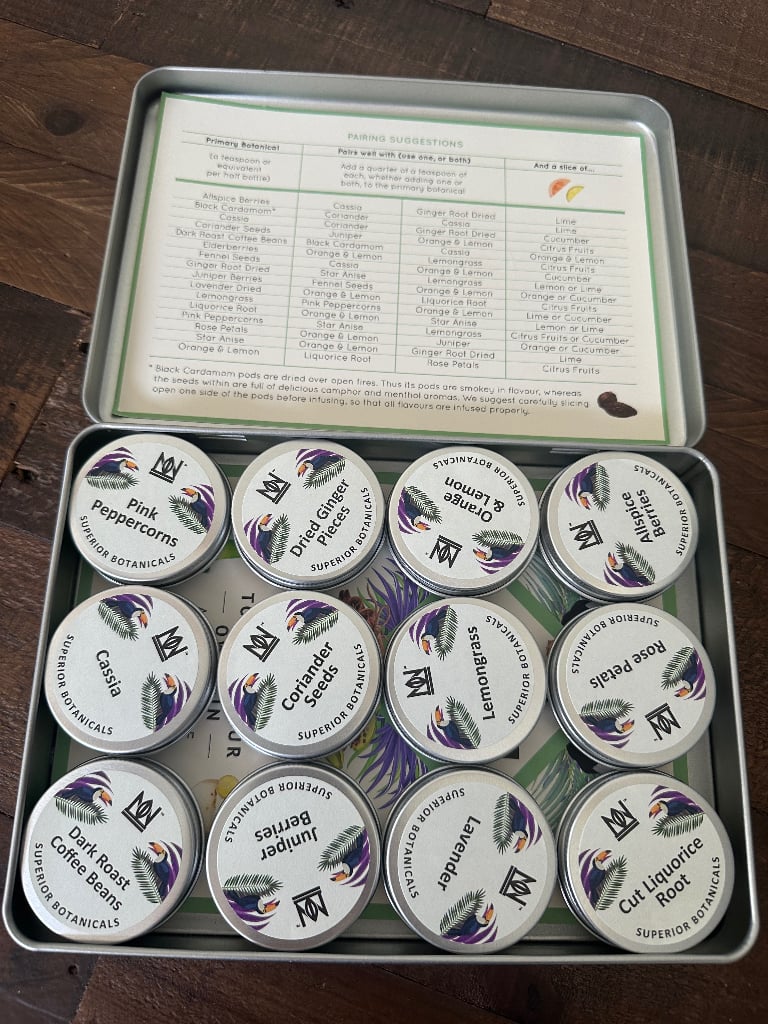 PAIRING SUGGESTIONS
Primary Botanical
(a teaspoon or
equivalent
per half bottle)
Pairs well with (use one, or both)
Add a quarter of a teaspoon of
each, whether adding one or
both, to the primary botanical
And a slice of...
Allspice Berries Cassia Ginger Root Dried Lime
Black Cardamom* Coriander Cassia Lime
Cassia Coriander Ginger Root Dried Cucumber
Coriander Seeds Juniper Orange & Lemon Citrus Fruits
Dark Roast Coffee Beans Black Cardamom Cassia Orange & Lemon
Elderberries Orange & Lemon Lemongrass Citrus Fruits
Fennel Seeds Cassia Orange & Lemon Cucumber
Ginger Root Dried Star Anise Lemongrass Lemon or Lime
Juniper Berries Fennel Seeds Orange & Lemon Orange or Cucumber
Lavender Dried Orange & Lemon Liquorice Root Citrus Fruits
Lemongrass Pink Peppercorns Orange & Lemon Lime or Cucumber
Liquorice Root Orange & Lemon Star Anise Lemon or Lime
Pink Peppercorns Star Anise Lemongrass Citrus Fruits or Cucumber
Rose Petals Orange & Lemon Juniper Orange or Cucumber
Star Anise Orange & Lemon Ginger Root Dried Lime
Orange & Lemon Liquorice Root Rose Petals Citrus Fruits
* Black Cardamom pods are dried over open fires. Thus its pods are smokey in flavour, whereas
the seeds within are full of delicious camphor and menthol aromas. We suggest carefully slicing
open one side of the pods before infusing, so that all flavours are infused properly.
Pink
Peppercorns
SUPERIOR BOTANICALS
Dried Ginger
Pieces
SUPERIOR BOTANICALS
Orange
& Lemon
SUPERIOR BOTANICALS
Allspice
Berries
SUPERIOR BOTANICALS
Cassia
SUPERIOR BOTANICALS
Coriander
Seeds
SUPERIOR BOTANICALS
Lemongrass
SUPERIOR BOTANICALS
Rose Petals
SUPERIOR BOTANICALS
Dark Roast
Coffee Beans
SUPERIOR BOTANICALS
Juniper
Berries
SUPERIOR BOTANICALS
Lavender
SUPERIOR BOTANICALS
Cut Liquorice
Root
SUPERIOR BOTANICALS